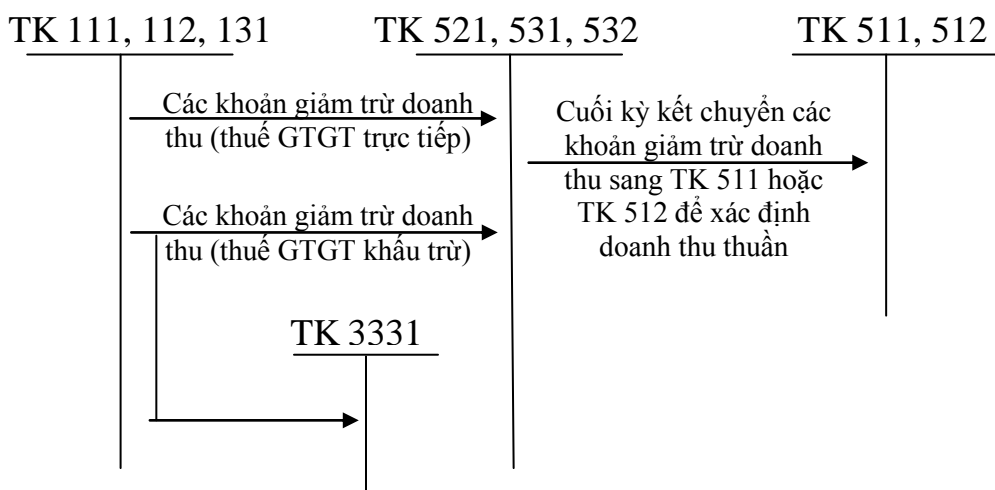 TK 111, 112, 131
TK 521, 531, 532
TK 511, 512
Các khoản giảm trừ doanh
thu (thuế GTGT trực tiếp)
Cuối kỳ kết chuyển các
khoản giảm trừ doanh
thu sang TK 511 hoặc
TK 512 để xác định
doanh thu thuần
Các khoản giảm trừ doanh
thu (thuế GTGT khấu trừ)
TK 3331